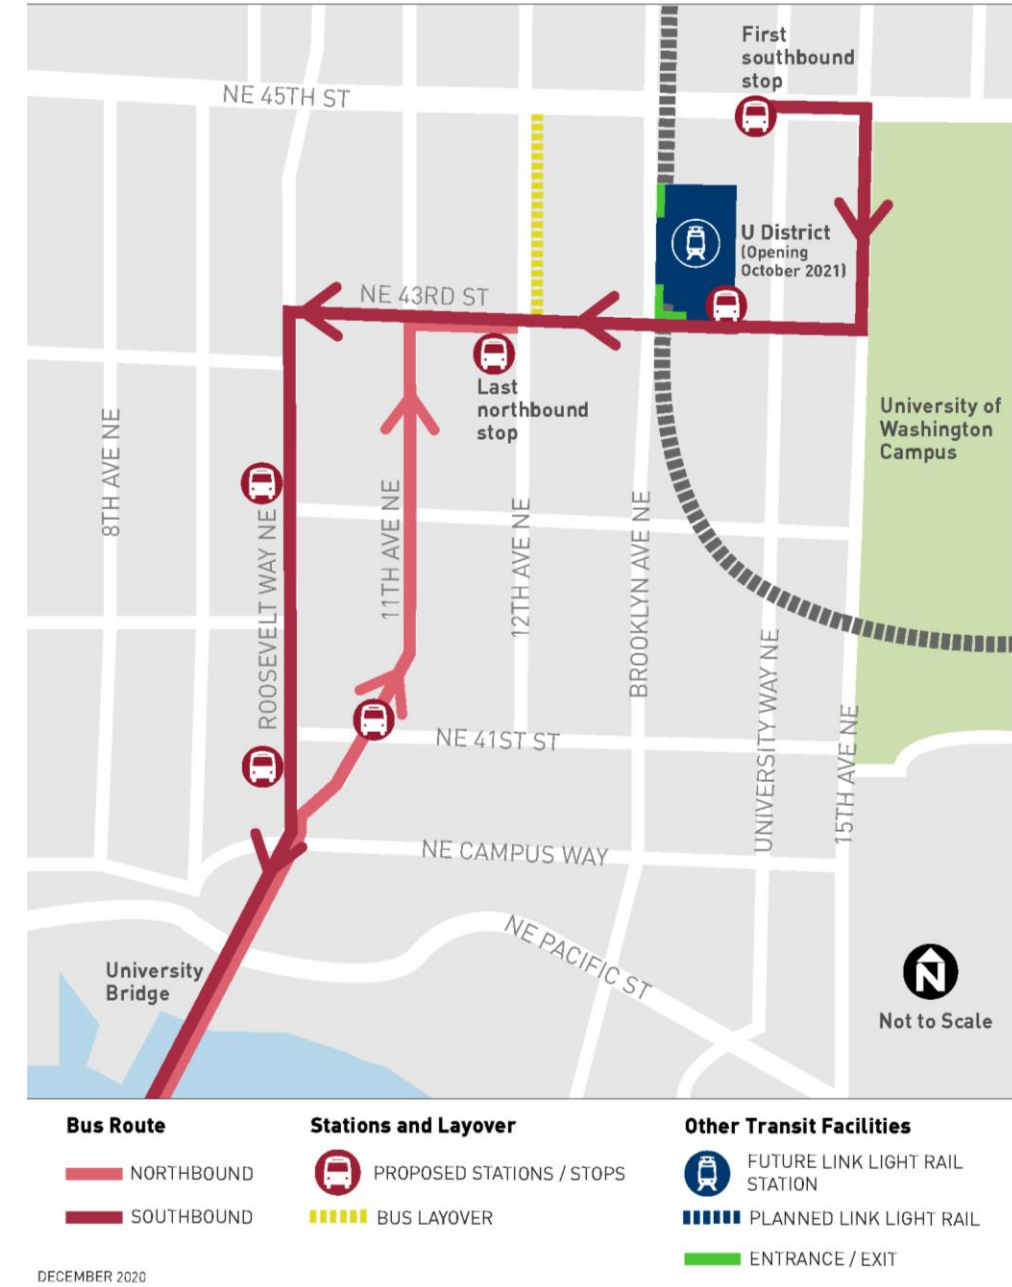 First
southbound
stop
NE 45TH ST
U District
(Opening
October 2021)
NE 43RD ST
Last
northbound
stop
University of
Washington
Campus
8TH AVE NE
ROOSEVELT WAY NE
11TH AVE NE
12TH AVE NE
BROOKLYN AVE NE
UNIVERSITY WAY NE
15TH AVE NE
NE 41ST ST
NE CAMPUS WAY
NE PACIFIC ST
University
Bridge
N
Not to Scale
Bus Route
NORTHBOUND
SOUTHBOUND
Stations and Layover
PROPOSED STATIONS / STOPS
BUS LAYOVER
Other Transit Facilities
FUTURE LINK LIGHT RAIL
STATION
PLANNED LINK LIGHT RAIL
ENTRANCE / EXIT
DECEMBER 2020